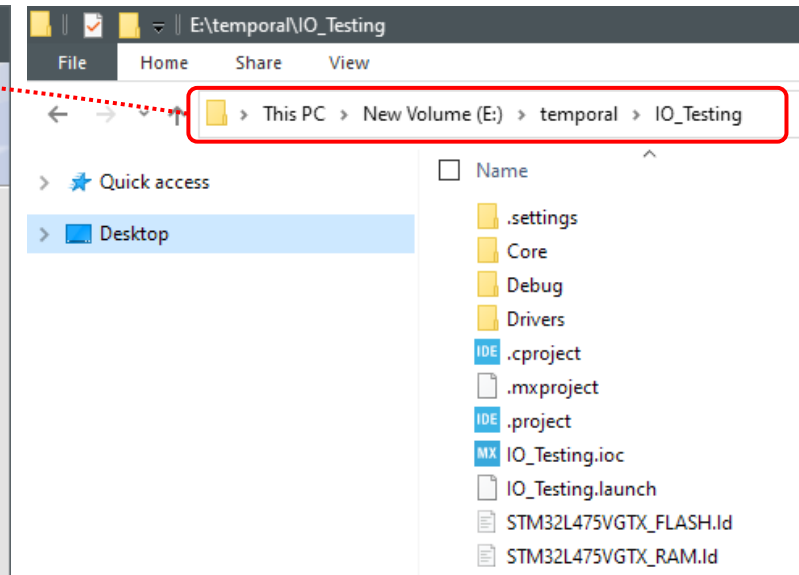 E:\temporal\IO_Testing
File Home Share View
This PC > New Volume (E:) > temporal > IO_Testing
Quick access
Desktop
Name
.settings
Core
Debug
Drivers
IDE .cproject
.mxproject
IDE .project
MX IO_Testing.ioc
IO_Testing.launch
STM32L475VGTX_FLASH.ld
STM32L475VGTX_RAM.ld